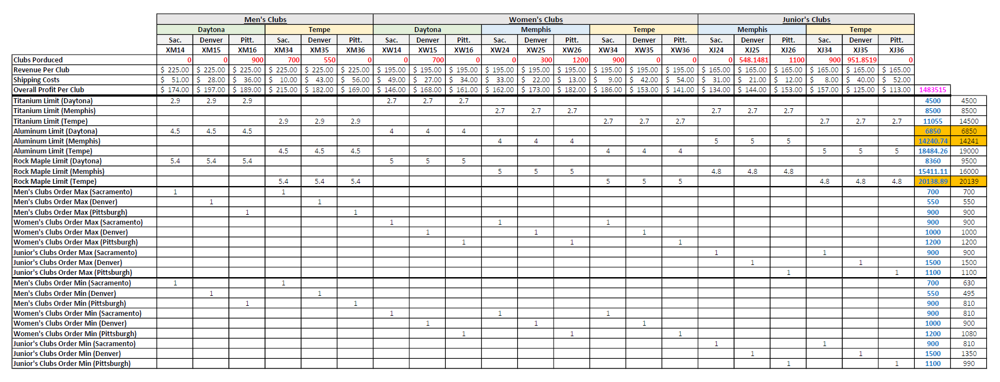 Men's Clubs Women's Clubs Junior's Clubs
Daytona Tempe Daytona Memphis Tempe Memphis Tempe
Sac. Denver Pitt. Sac. Denver Pitt. Sac. Denver Pitt. Sac. Denver Pitt. Sac. Denver Pitt. Sac. Denver Pitt. Sac. Denver Pitt.
XM14 XM15 XM16 XM34 XM35 XM36 XW14 XW15 XW16 XW24 XW25 XW26 XW34 XW35 XW36 XJ24 XJ25 XJ26 XJ34 XJ35 XJ36
Clubs Porduced 0 0 900 700 550 0 0 700 0 0 300 1200 900 0 0 0 548.1481 1100 900 951.8519 0
Revenue Per Club $ 225.00 $ 225.00 $ 225.00 $ 225.00 $ 225.00 $ 225.00 $ 195.00 $ 195.00 $ 195.00 $ 195.00 $ 195.00 $ 195.00 $ 195.00 $ 195.00 $ 195.00 $ 165.00 $ 165.00 $ 165.00 $ 165.00 $ 165.00 $ 165.00
Shipping Costs $ 51.00 $ 28.00 $ 36.00 $ 10.00 $ 43.00 $ 56.00 $ 49.00 $ 27.00 $ 34.00 $ 33.00 $ 22.00 $ 13.00 $ 9.00 $ 42.00 $ 54.00 $ 31.00 $ 21.00 $ 12.00 $ 8.00 $ 40.00 $ 52.00
Overall Profit Per Club $ 174.00 $ 197.00 $ 189.00 $ 215.00 $ 182.00 $ 169.00 $ 146.00 $ 168.00 $ 161.00 $ 162.00 $ 173.00 $ 182.00 $ 186.00 $ 153.00 $ 141.00 $ 134.00 $ 144.00 $ 153.00 $ 157.00 $ 125.00 $ 113.00 1483515
Titanium Limit (Daytona) 2.9 2.9 2.9 2.7 2.7 2.7 4500 4500
Titanium Limit (Memphis) 2.7 2.7 2.7 2.7 2.7 2.7 8500 8500
Titanium Limit (Tempe) 2.9 2.9 2.9 2.7 2.7 2.7 2.7 2.7 2.7 11055 14500
Aluminum Limit (Daytona) 4.5 4.5 4.5 4 4 4 6850 6850
Aluminum Limit (Memphis) 4 4 4 5 5 5 14240.74 14241
Aluminum Limit (Tempe) 4.5 4.5 4.5 4 4 4 5 5 5 18484.26 19000
Rock Maple Limit (Daytona) 5.4 5.4 5.4 5 5 5 8360 9500
Rock Maple Limit (Memphis) 5 5 5 4.8 4.8 4.8 15411.11 16000
Rock Maple Limit (Tempe) 5.4 5.4 5.4 5 5 5 4.8 4.8 4.8 20138.89 20139
Men's Clubs Order Max (Sacramento) 1 1 700 700
Men's Clubs Order Max (Denver) 1 1 550 550
Men's Clubs Order Max (Pittsburgh) 1 1 900 900
Women's Clubs Order Max (Sacramento) 1 1 1 900 900
Women's Clubs Order Max (Denver) 1 1 1 1000 1000
Women's Clubs Order Max (Pittsburgh) 1 1 1 1200 1200
Junior's Clubs Order Max (Sacramento) 1 1 900 900
Junior's Clubs Order Max (Denver) 1 1 1500 1500
Junior's Clubs Order Max (Pittsburgh) 1 1 1100 1100
Men's Clubs Order Min (Sacramento) 1 1 700 630
Men's Clubs Order Min (Denver) 1 1 550 495
Men's Clubs Order Min (Pittsburgh) 1 1 900 810
Women's Clubs Order Min (Sacramento) 1 1 1 900 810
Women's Clubs Order Min (Denver) 1 1 1 1000 900
Women's Clubs Order Min (Pittsburgh) 1 1 1 1200 1080
Junior's Clubs Order Min (Sacramento) 1 1 900 810
Junior's Clubs Order Min (Denver) 1 1 1500 1350
Junior's Clubs Order Min (Pittsburgh) 1 1 1100 990